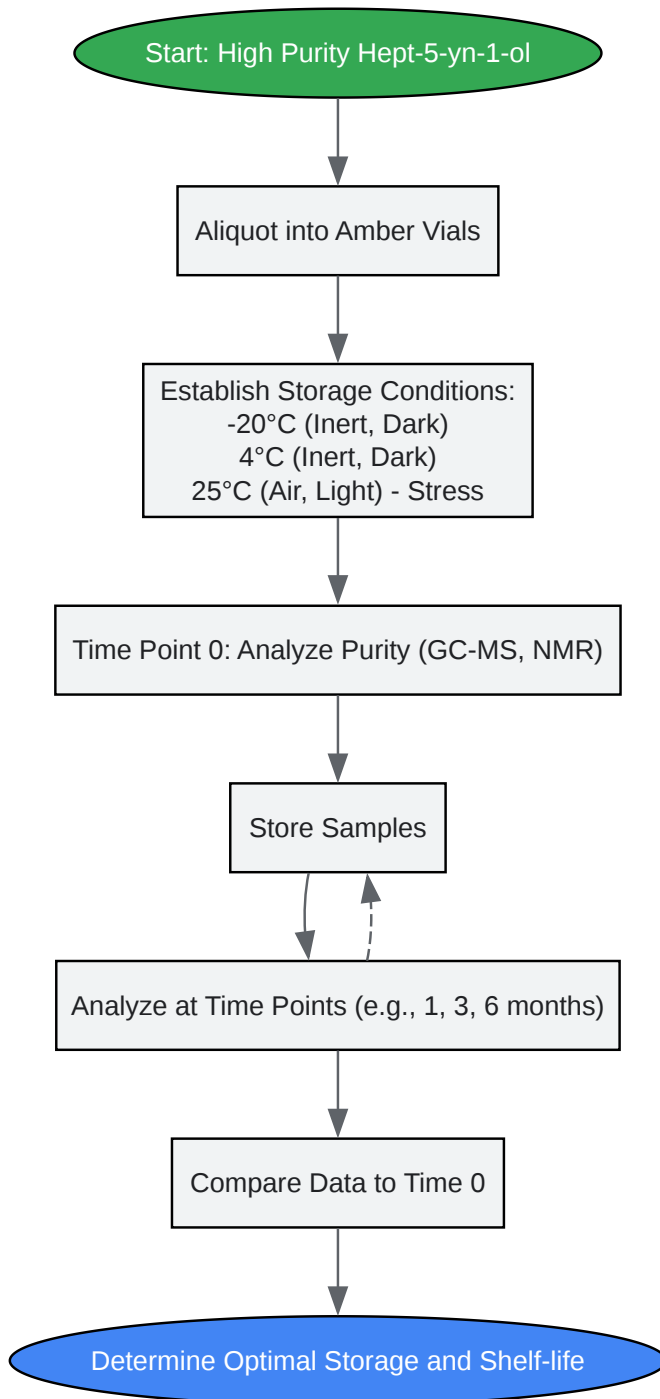 Start: High Purity Hept-5-yn-1-ol
Aliquot into Amber Vials
Establish Storage Conditions:
-20°C (Inert, Dark)
4°C (Inert, Dark)
25°C (Air, Light) - Stress
Time Point 0: Analyze Purity (GC-MS, NMR)
Store Samples
Analyze at Time Points (e.g., 1, 3, 6 months)
Compare Data to Time 0
Determine Optimal Storage and Shelf-life